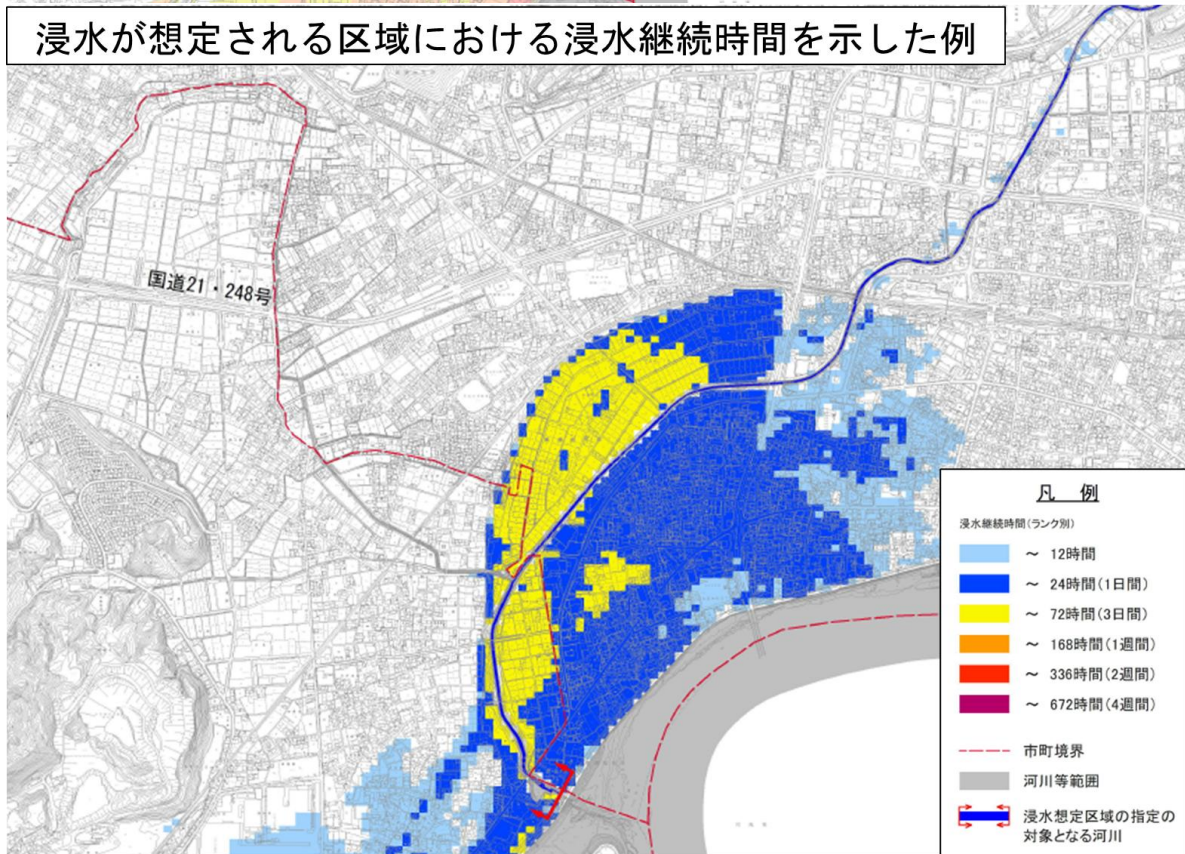 浸水が想定される区域における浸水継続時間を示した例
国道21・248号
凡 例
浸水継続時間(ランク別)
～ 12時間
～ 24時間(1日間)
～ 72時間(3日間)
～ 168時間(1週間)
～ 336時間(2週間)
～ 672時間(4週間)
市町境界
河川等範囲
浸水想定区域の指定の
対象となる河川